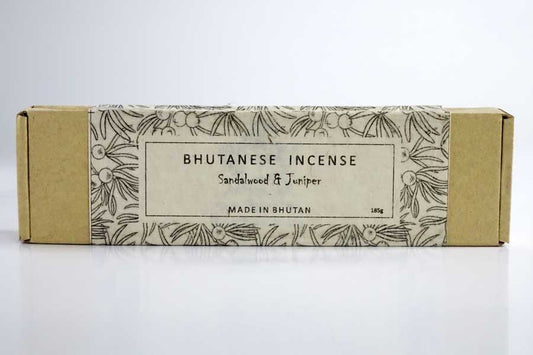 BHUTANESE INCENSE
Sandalwood & Juniper
MADE IN BHUTAN
185g